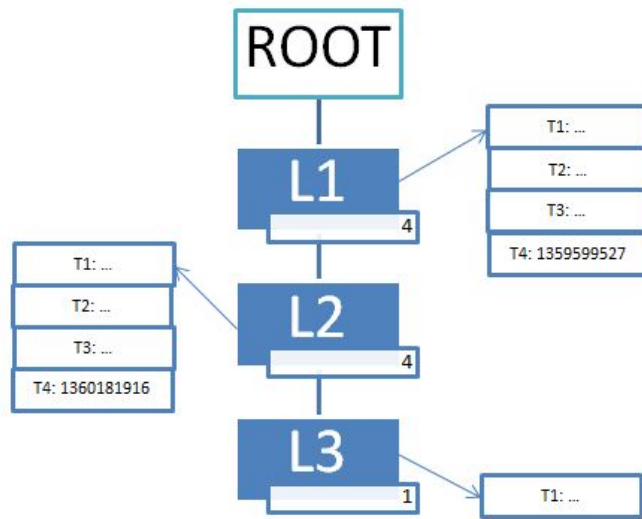 ROOT
L1
4
T1: ...
T2: ...
T3: ...
T4: 1359599527
L2
4
T1: ...
T2: ...
T3: ...
T4: 1360181916
L3
1
T1: ...